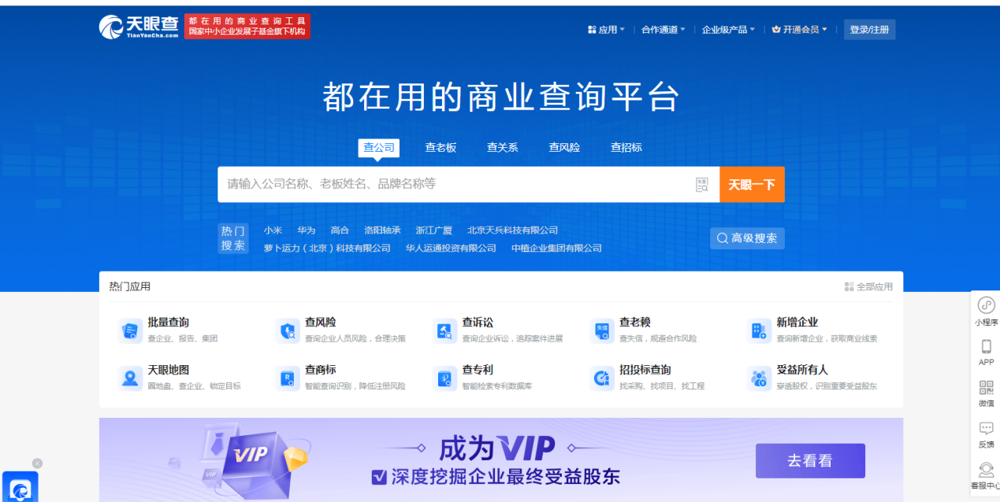 天眼查
TianYanCha.com
都在用的商业查询工具
国家中小企业发展子基金旗下机构
应用
合作通道
企业级产品
开通会员
登录/注册
都在用的商业查询平台
查公司
查老板
查关系
查风险
查招标
请输入公司名称、老板姓名、品牌名称等
天眼一下
热门
搜索
小米 华为 高合 洛阳轴承 浙江广厦 北京天兵科技有限公司
萝卜运力（北京）科技有限公司 华人运通投资有限公司 中植企业集团有限公司
高级搜索
热门应用
全部应用
批量查询
查企业、报告、集团
查风险
查询企业人员风险，合理决策
查诉讼
查询企业诉讼，追踪案件进展
失信
查老赖
查失信，规避合作风险
新增企业
查询新增企业，获取商业线索
天眼地图
圈地盘、查企业、锁定目标
R
查商标
智能查询识别，降低注册风险
查专利
智能检索专利数据库
招投标查询
找采购、找项目、找工程
受益所有人
穿透股权，识别重要受益股东
小程序
APP
微信
反馈
客服中心
VIP
VIP
成为VIP
深度挖掘企业最终受益股东
去看看